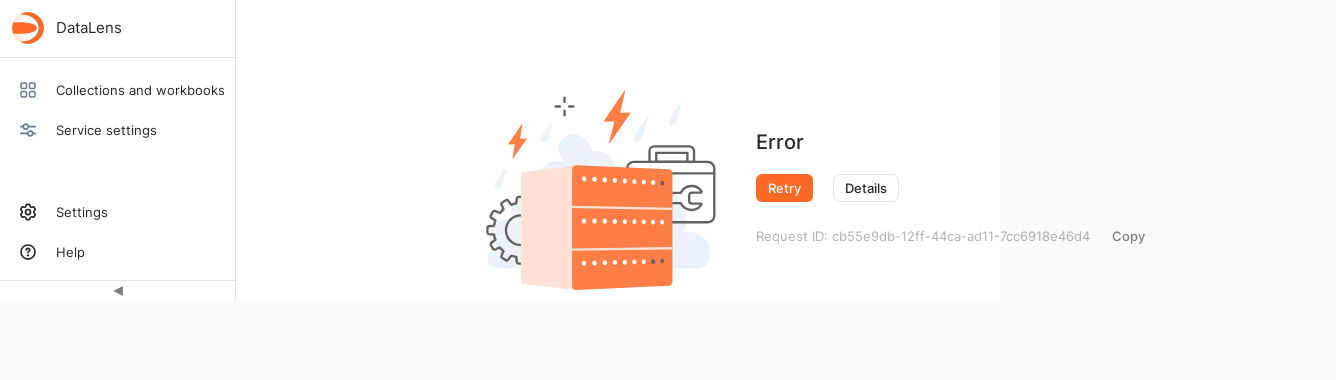 DataLens
Collections and workbooks
Service settings
Settings
Help
Error
Retry Details
Request ID: cb55e9db-12ff-44ca-ad11-7cc6918e46d4 Copy